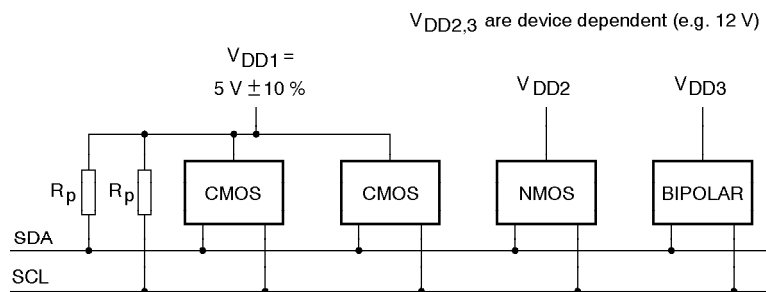 VDD2,3 are device dependent (e.g. 12 V)
VDD1 =
5 V ±10 %
VDD2
VDD3
Rp
Rp
CMOS
CMOS
NMOS
BIPOLAR
SDA
SCL